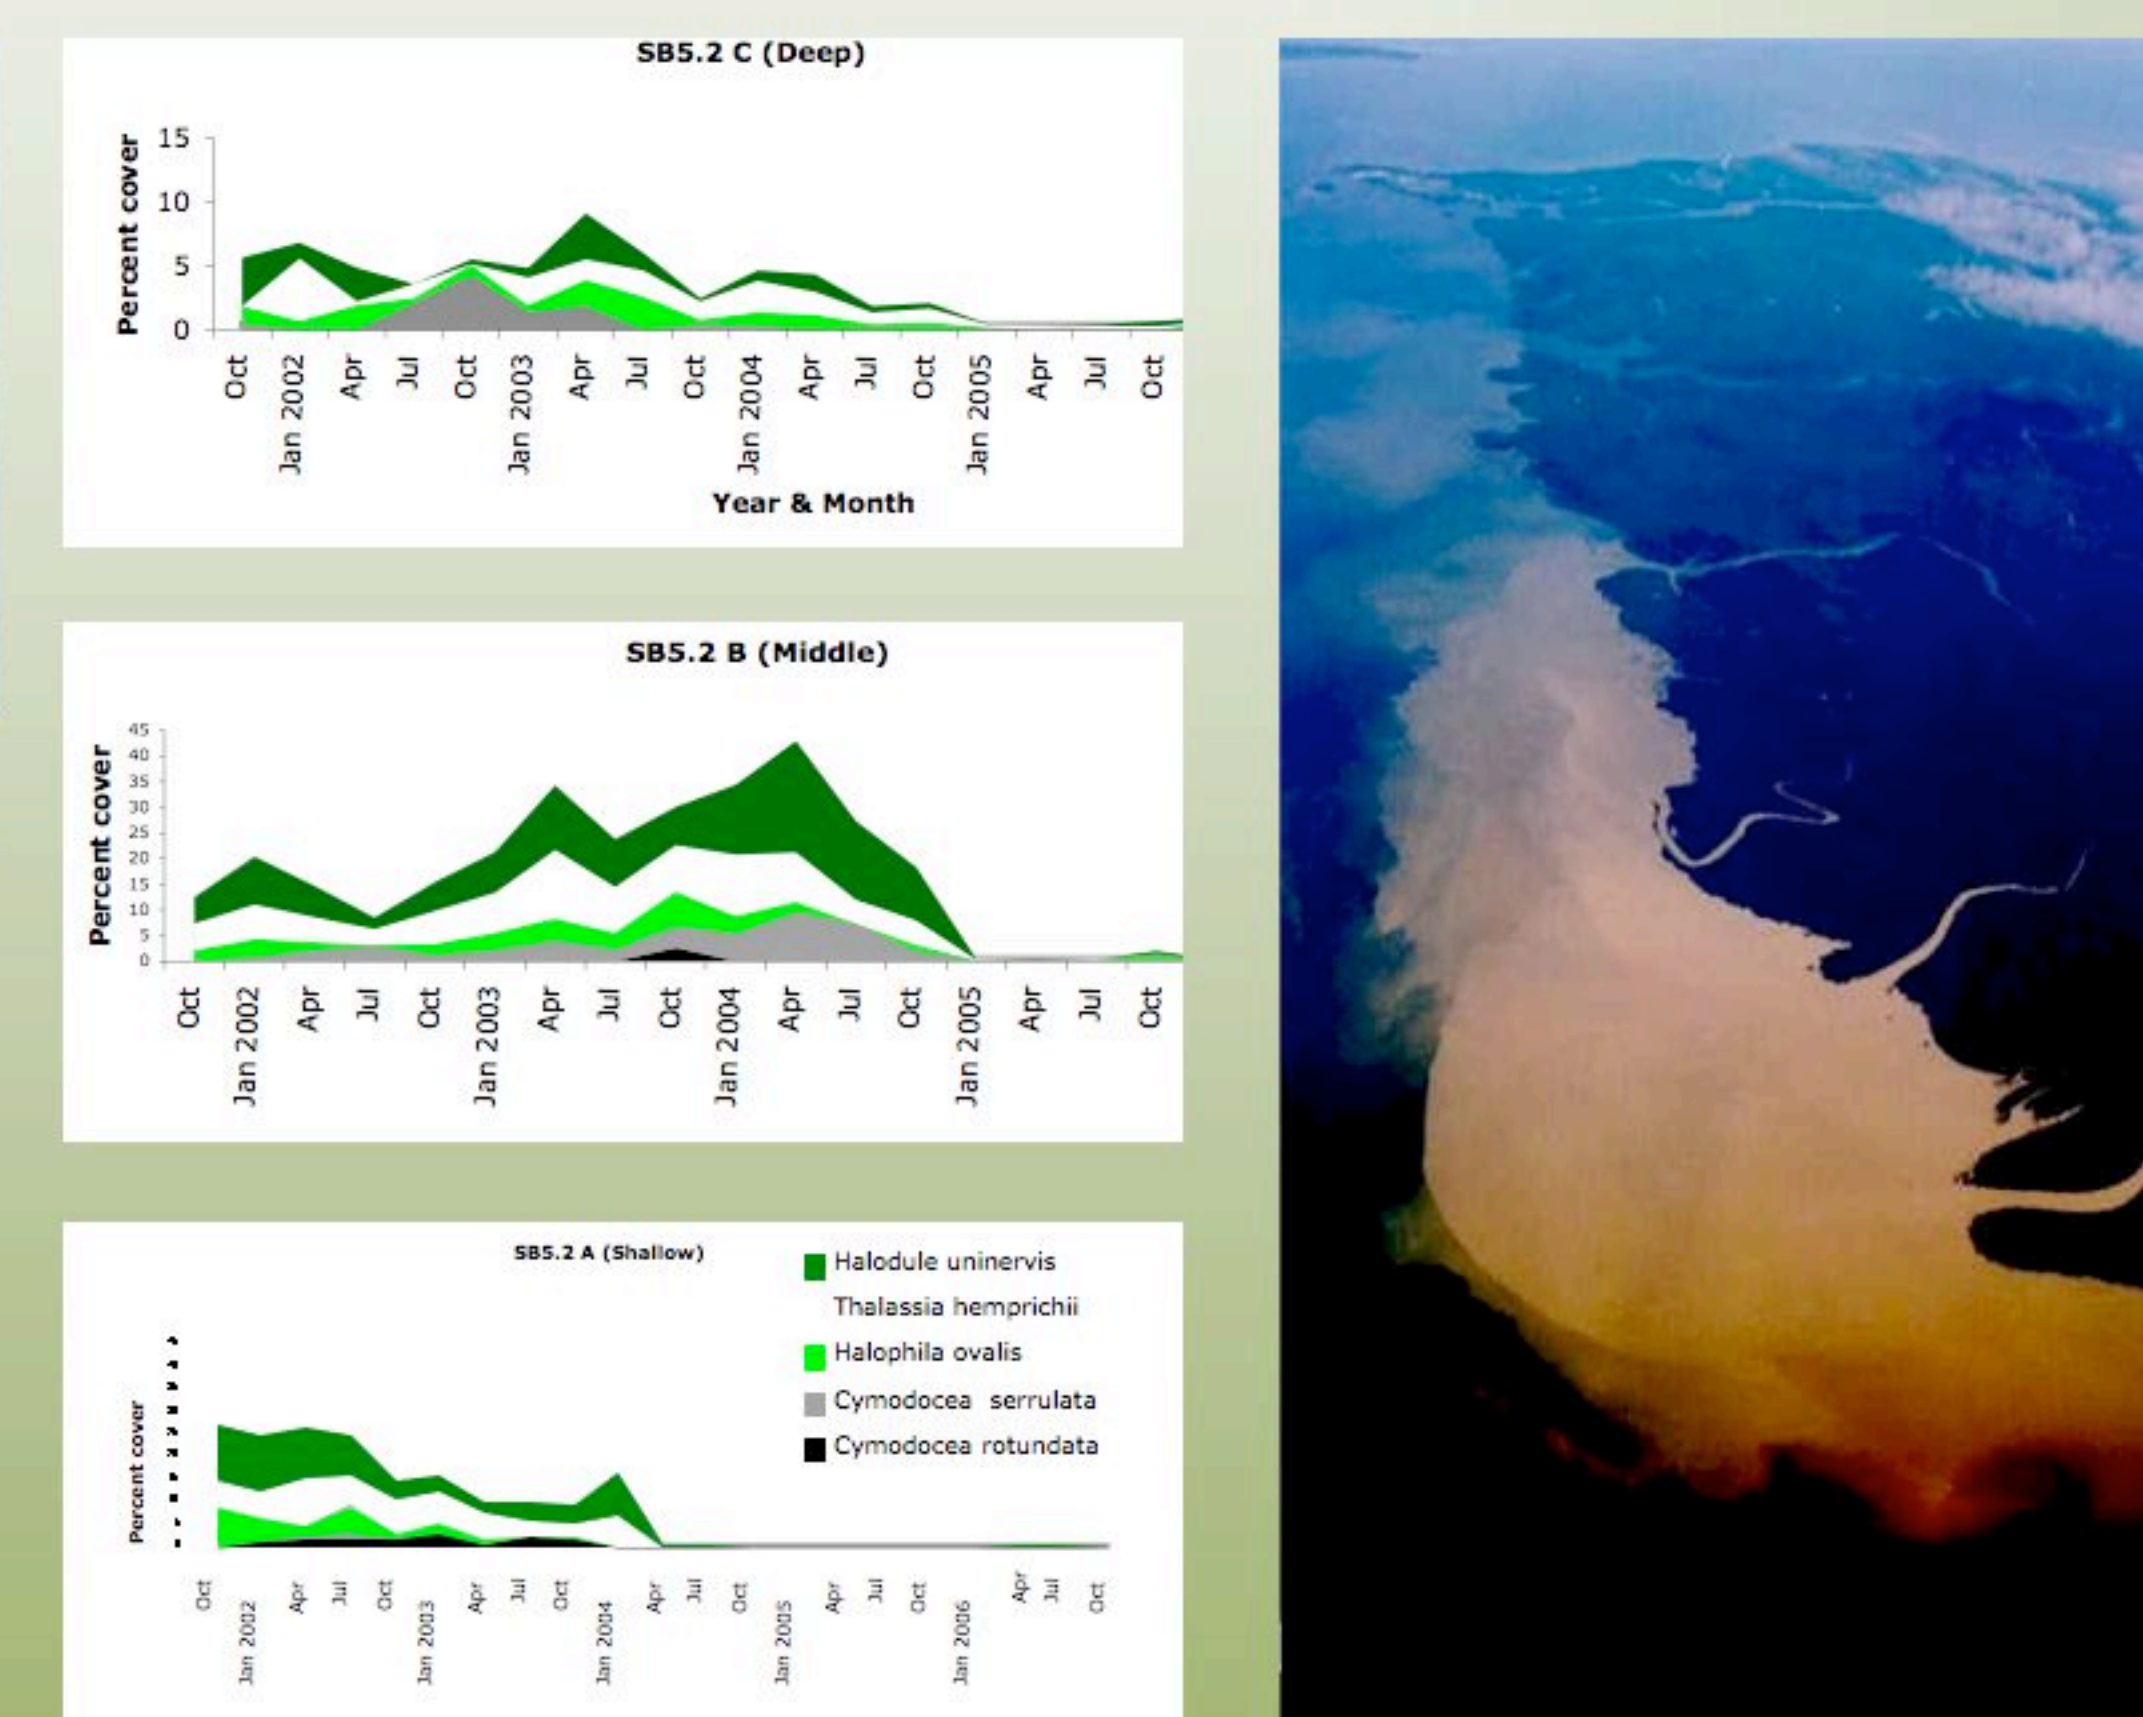 SB5.2 C (Deep)
Percent cover
15
10
5
0
Oct
Jan 2002
Apr
Jul
Oct
Jan 2003
Apr
Jul
Oct
Jan 2004
Apr
Jul
Oct
Jan 2005
Apr
Jul
Oct
Year & Month
SB5.2 B (Middle)
Percent cover
45
40
35
30
25
20
15
10
5
0
Oct
Jan 2002
Apr
Jul
Oct
Jan 2003
Apr
Jul
Oct
Jan 2004
Apr
Jul
Oct
Jan 2005
Apr
Jul
Oct
SB5.2 A (Shallow)
Halodule uninervis
Thalassia hemprichii
Halophila ovalis
Cymodocea serrulata
Cymodocea rotundata
Percent cover
Oct
Jan 2002
Apr
Jul
Oct
Jan 2003
Apr
Jul
Oct
Jan 2004
Apr
Jul
Oct
Jan 2005
Apr
Jul
Oct
Jan 2006
Apr
Jul
Oct